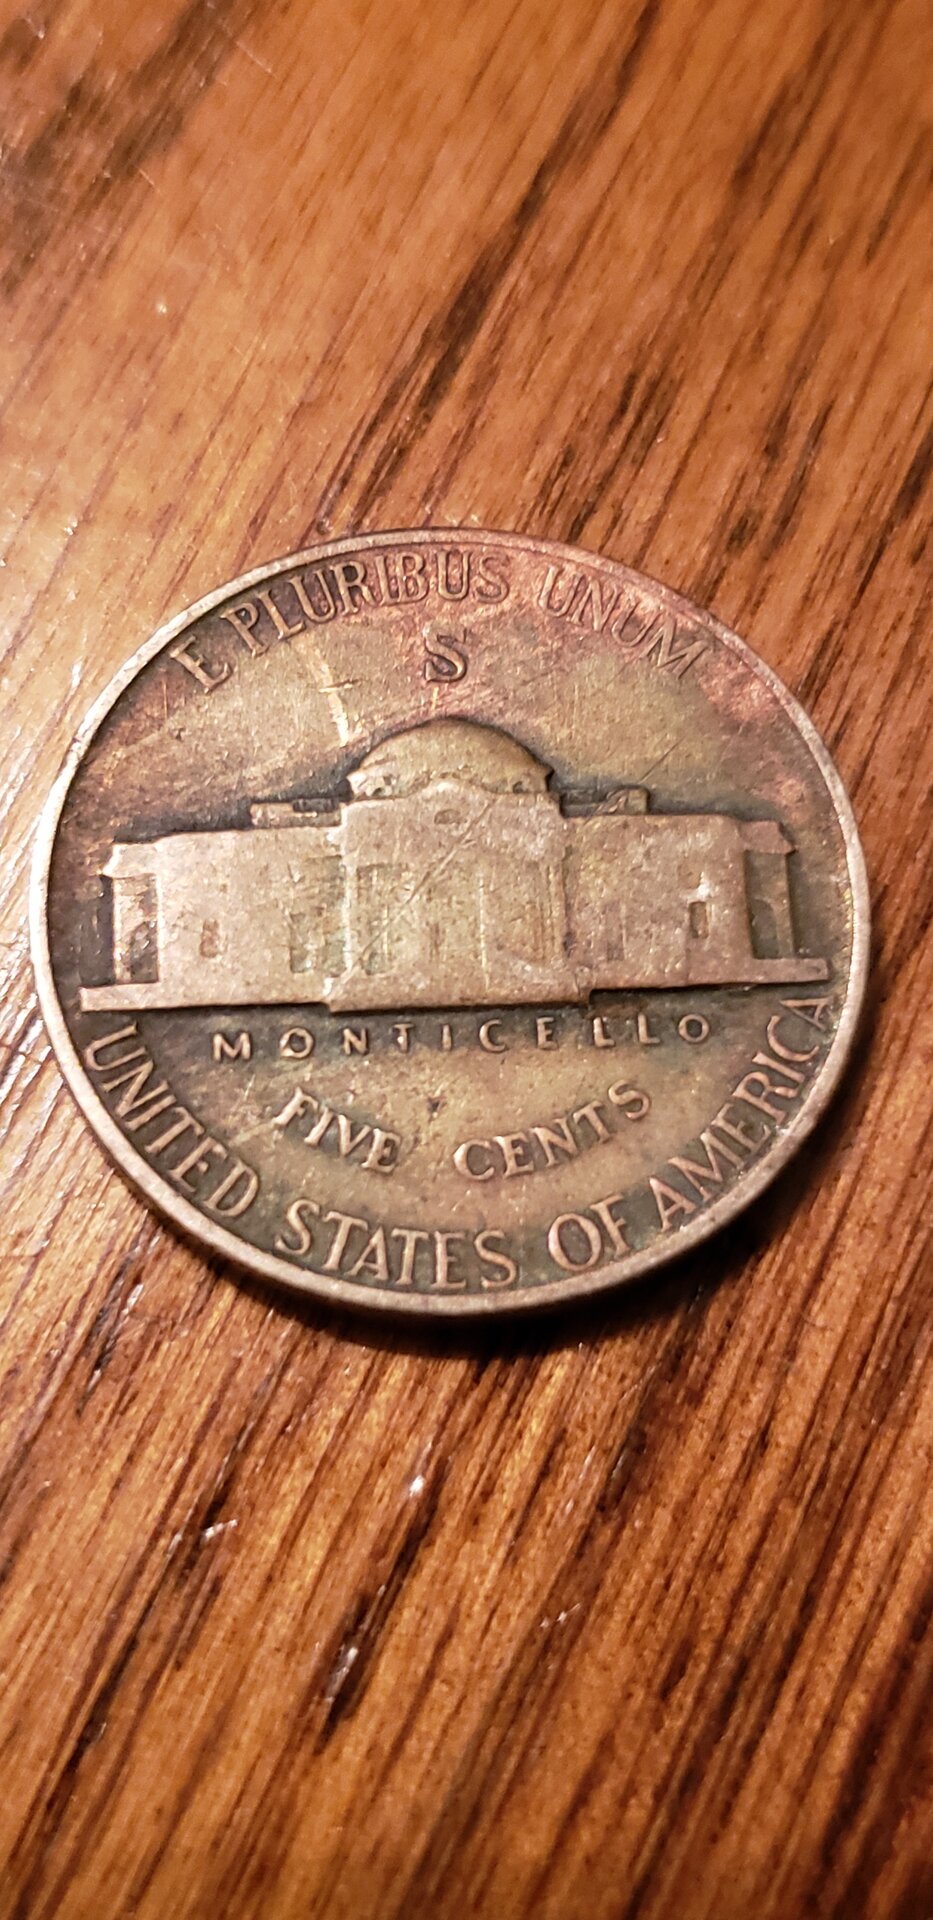 E PLURIBUS UNUM
S
MONTICELLO
FIVE CENTS
UNITED STATES OF AMERICA